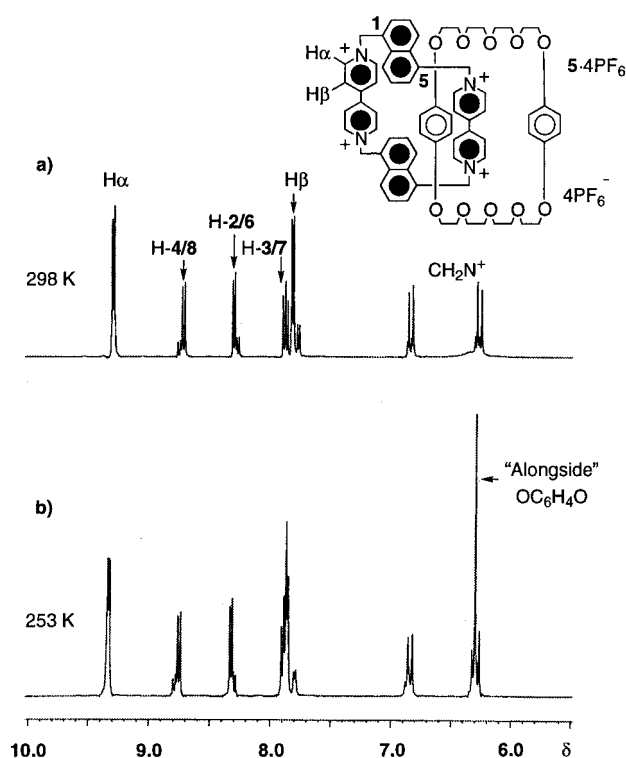 1
5
Hα
Hβ
+
N
+
N
+
N
+
N
O O O O O
O O O O O
5·4PF6
4PF6−
a)
Hα
H-4/8
H-2/6
H-3/7
Hβ
CH2N+
298 K
b)
"Alongside"
OC6H4O
253 K
10.0 9.0 8.0 7.0 6.0 δ